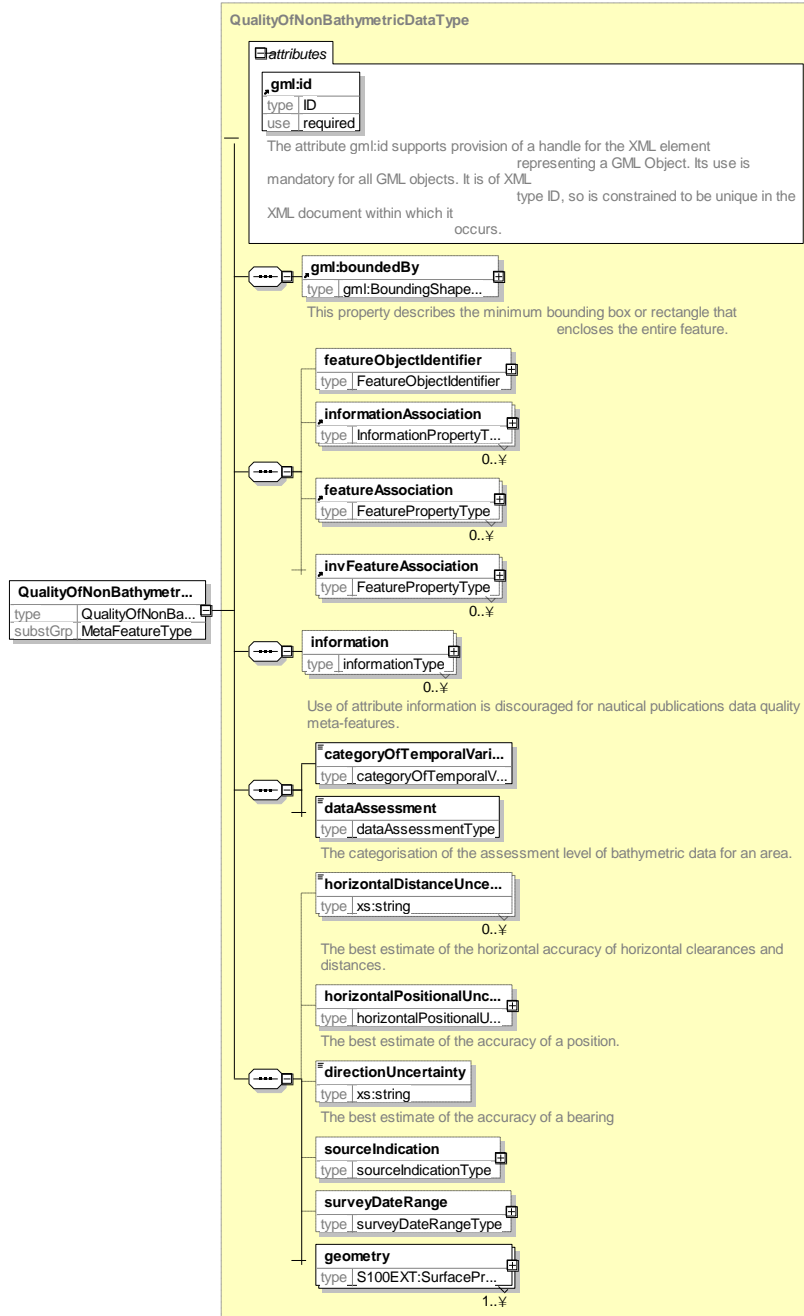 QualityOfNonBathymetricDataType
attributes
gml:id
type ID
use required
The attribute gml:id supports provision of a handle for the XML element
representing a GML Object. Its use is
mandatory for all GML objects. It is of XML
type ID, so is constrained to be unique in the
XML document within which it
occurs.
gml:boundedBy
type gml:BoundingShape...
This property describes the minimum bounding box or rectangle that
encloses the entire feature.
featureObjectIdentifier
type FeatureObjectIdentifier
informationAssociation
type InformationPropertyT...
0..¥
featureAssociation
type FeaturePropertyType
0..¥
invFeatureAssociation
type FeaturePropertyType
0..¥
QualityOfNonBathymetr...
type QualityOfNonBa...
substGrp MetaFeatureType
information
type informationType
0..¥
Use of attribute information is discouraged for nautical publications data quality
meta-features.
categoryOfTemporalVari...
type categoryOfTemporalV...
dataAssessment
type dataAssessmentType
The categorisation of the assessment level of bathymetric data for an area.
horizontalDistanceUnce...
type xs:string
0..¥
The best estimate of the horizontal accuracy of horizontal clearances and
distances.
horizontalPositionalUnc...
type horizontalPositionalU...
The best estimate of the accuracy of a position.
directionUncertainty
type xs:string
The best estimate of the accuracy of a bearing
sourceIndication
type sourceIndicationType
surveyDateRange
type surveyDateRangeType
geometry
type S100EXT:SurfacePr...
1..¥